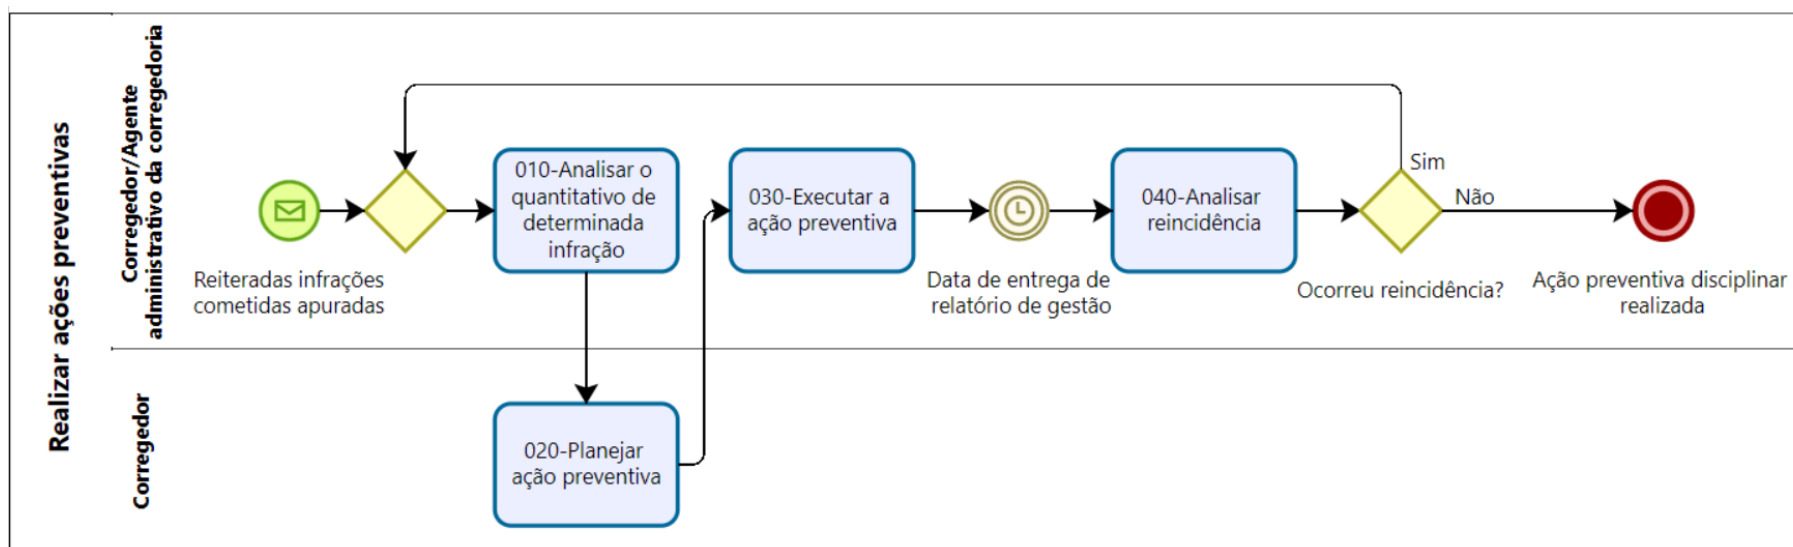 Realizar ações preventivas
Corregedor/Agente
administrativo da corregedoria
Reiteradas infrações
cometidas apuradas
010-Analisar o
quantitativo de
determinada
infração
030-Executar a
ação preventiva
Data de entrega de
relatório de gestão
040-Analisar
reincidência
Ocorreu reincidência?
Sim
Não
Ação preventiva disciplinar
realizada
Corregedor
020-Planejar
ação preventiva